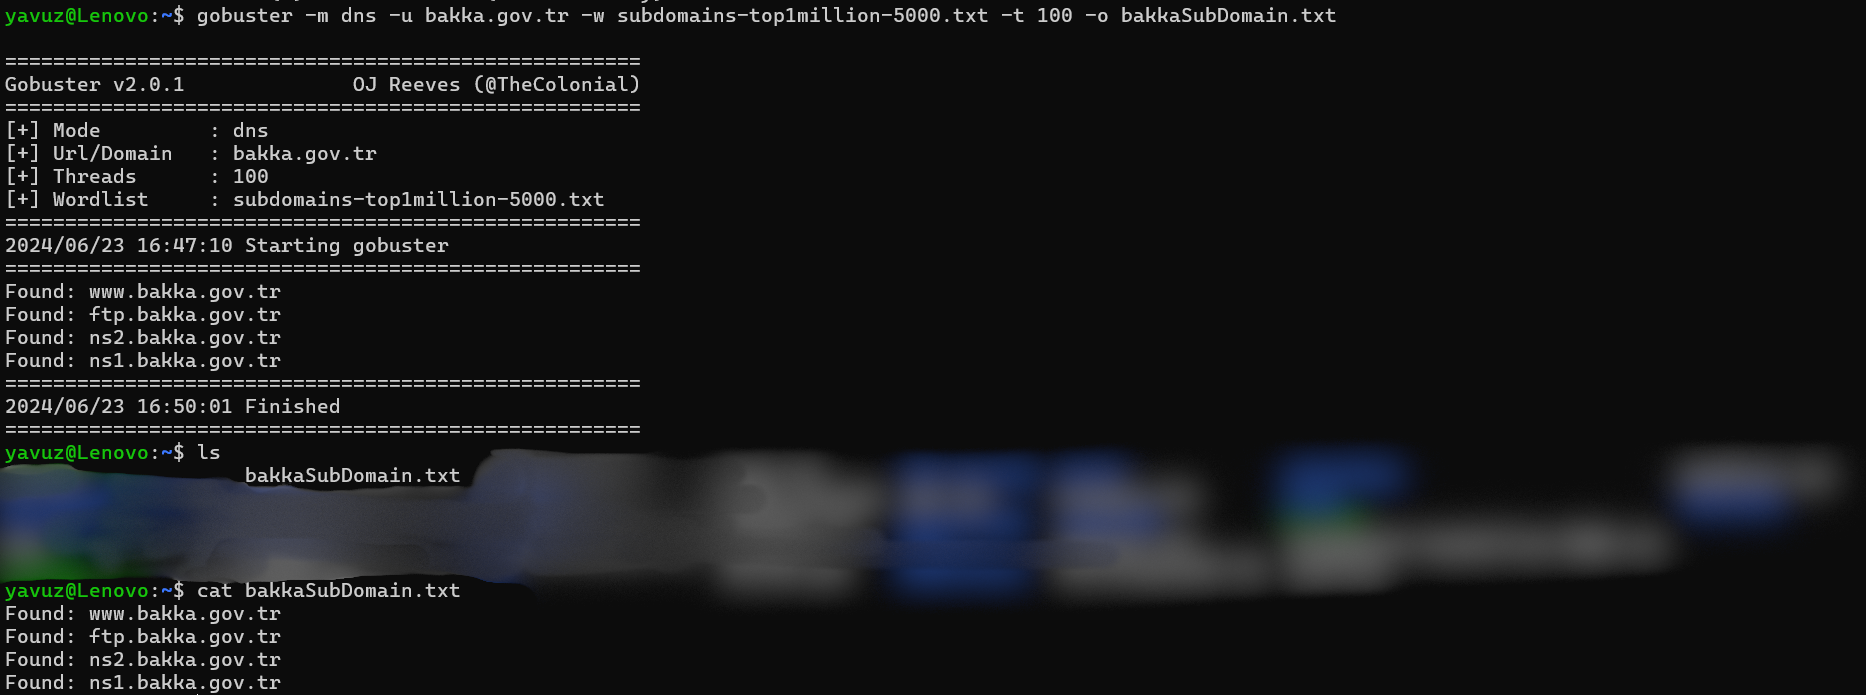 yavuz@Lenovo:~$ gobuster -m dns -u bakka.gov.tr -w subdomains-top1million-5000.txt -t 100 -o bakkaSubDomain.txt
=====================================================
Gobuster v2.0.1              OJ Reeves (@TheColonial)
=====================================================
[+] Mode         : dns
[+] Url/Domain   : bakka.gov.tr
[+] Threads      : 100
[+] Wordlist     : subdomains-top1million-5000.txt
=====================================================
2024/06/23 16:47:10 Starting gobuster
=====================================================
Found: www.bakka.gov.tr
Found: ftp.bakka.gov.tr
Found: ns2.bakka.gov.tr
Found: ns1.bakka.gov.tr
=====================================================
2024/06/23 16:50:01 Finished
=====================================================
yavuz@Lenovo:~$ ls
bakkaSubDomain.txt
yavuz@Lenovo:~$ cat bakkaSubDomain.txt
Found: www.bakka.gov.tr
Found: ftp.bakka.gov.tr
Found: ns2.bakka.gov.tr
Found: ns1.bakka.gov.tr